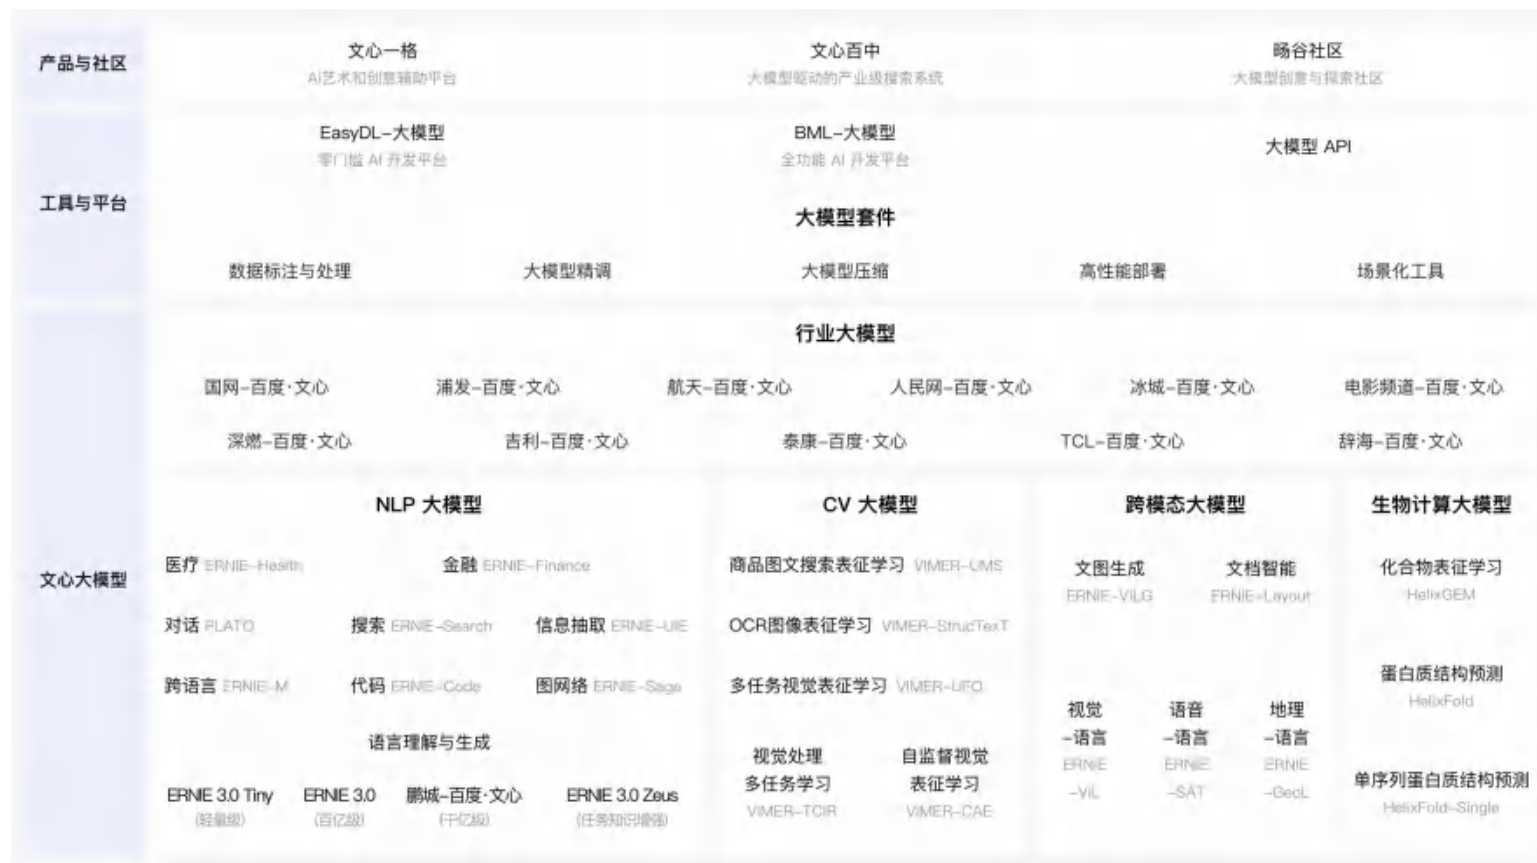 产品与社区
文心一格
AI艺术和创意辅助平台
文心百中
大模型驱动的产业级搜索系统
旸谷社区
大模型创意与探索社区
工具与平台
EasyDL-大模型
零门槛 AI 开发平台
BML-大模型
全功能 AI 开发平台
大模型 API
大模型套件
数据标注与处理 大模型精调 大模型压缩 高性能部署 场景化工具
文心大模型
行业大模型
国网-百度·文心 浦发-百度·文心 航天-百度·文心 人民网-百度·文心 冰城-百度·文心 电影频道-百度·文心
深燃-百度·文心 吉利-百度·文心 泰康-百度·文心 TCL-百度·文心 辞海-百度·文心
NLP 大模型
医疗 ERNIE-Health 金融 ERNIE-Finance
对话 PLATO 搜索 ERNIE-Search 信息抽取 ERNIE-UIE
跨语言 ERNIE-M 代码 ERNIE-Code 图网络 ERNIE-Sage
语言理解与生成
ERNIE 3.0 Tiny
(轻量级)
ERNIE 3.0
(百亿级)
鹏城-百度·文心
(千亿级)
ERNIE 3.0 Zeus
(任务知识增强)
CV 大模型
商品图文搜索表征学习 VIMER-UMS
OCR图像表征学习 VIMER-StrucTexT
多任务视觉表征学习 VIMER-UFO
视觉处理
多任务学习
VIMER-TCIR
自监督视觉
表征学习
VIMER-CAE
跨模态大模型
文图生成
ERNIE-ViLG
文档智能
ERNIE-Layout
视觉
-语言
ERNIE
-ViL
语音
-语言
ERNIE
-SAT
地理
-语言
ERNIE
-GeoL
生物计算大模型
化合物表征学习
HelixGEM
蛋白质结构预测
HelixFold
单序列蛋白质结构预测
HelixFold-Single